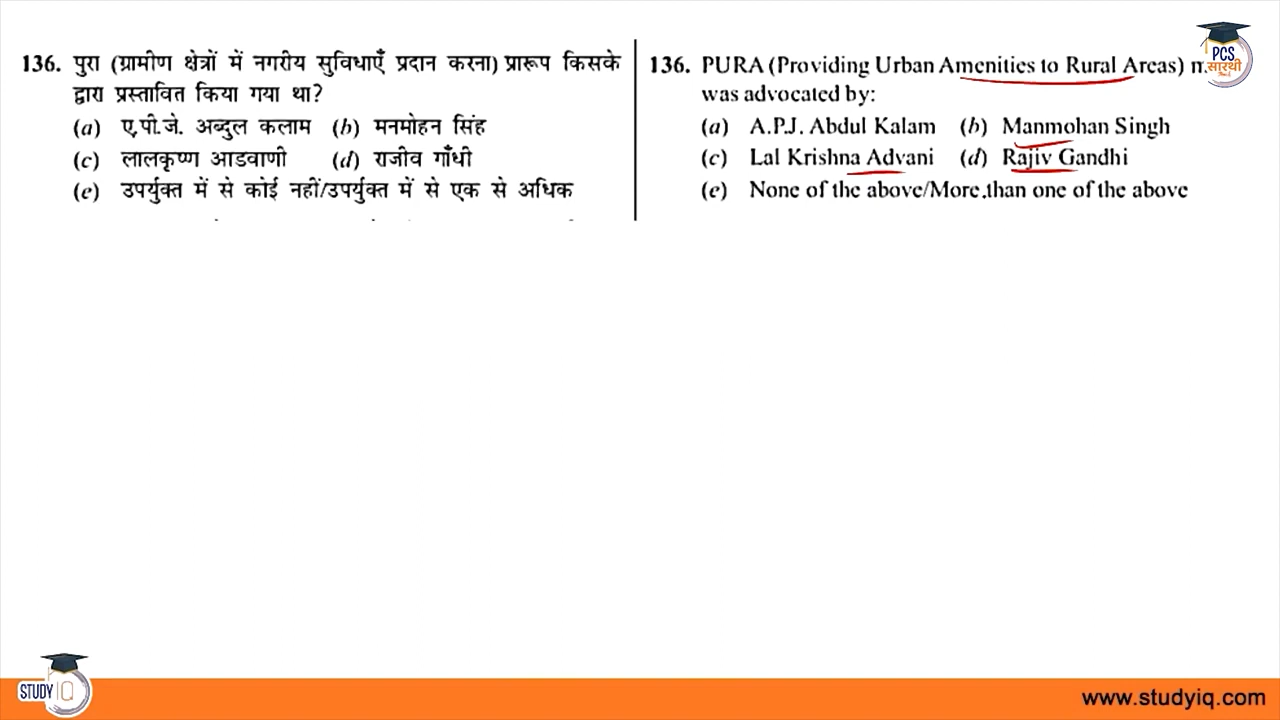 136. पुरा (ग्रामीण क्षेत्रों में नगरीय सुविधाएँ प्रदान करना) प्रारूप किसके
द्वारा प्रस्तावित किया गया था?
(a) ए.पी.जे. अब्दुल कलाम (b) मनमोहन सिंह
(c) लालकृष्ण आडवाणी (d) राजीव गाँधी
(e) उपर्युक्त में से कोई नहीं/उपर्युक्त में से एक से अधिक
136. PURA (Providing Urban Amenities to Rural Areas)
was advocated by:
(a) A.P.J. Abdul Kalam (b) Manmohan Singh
(c) Lal Krishna Advani (d) Rajiv Gandhi
(e) None of the above/More than one of the above
PCS
सारथी
STUDY IQ
www.studyiq.com